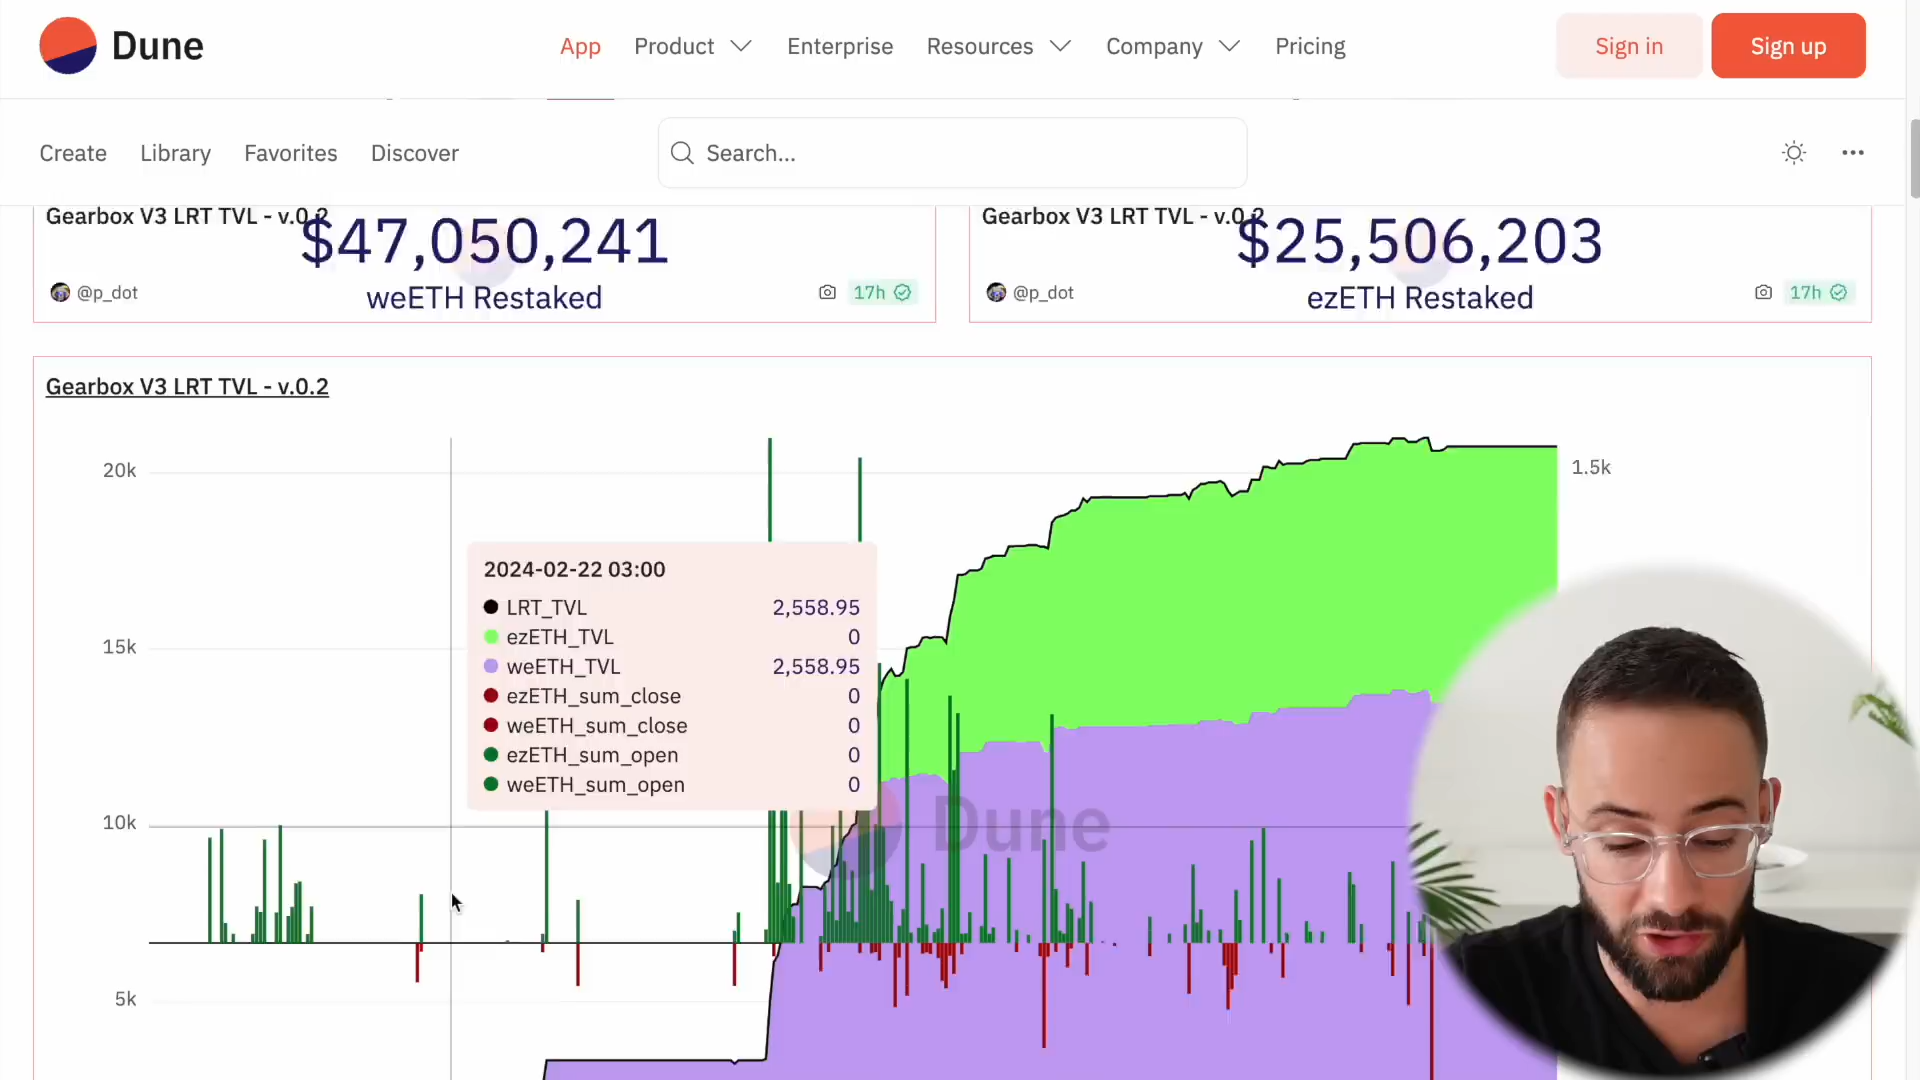 Dune
App
Product
Enterprise
Resources
Company
Pricing
Sign in
Sign up
Create
Library
Favorites
Discover
Search...
Gearbox V3 LRT TVL - v.0.2
$47,050,241
weETH Restaked
@p_dot
17h
Gearbox V3 LRT TVL - v.0.2
$25,506,203
ezETH Restaked
@p_dot
17h
Gearbox V3 LRT TVL - v.0.2
20k
15k
10k
5k
1.5k
2024-02-22 03:00
LRT_TVL 2,558.95
ezETH_TVL 0
weETH_TVL 2,558.95
ezETH_sum_close 0
weETH_sum_close 0
ezETH_sum_open 0
weETH_sum_open 0
Dune